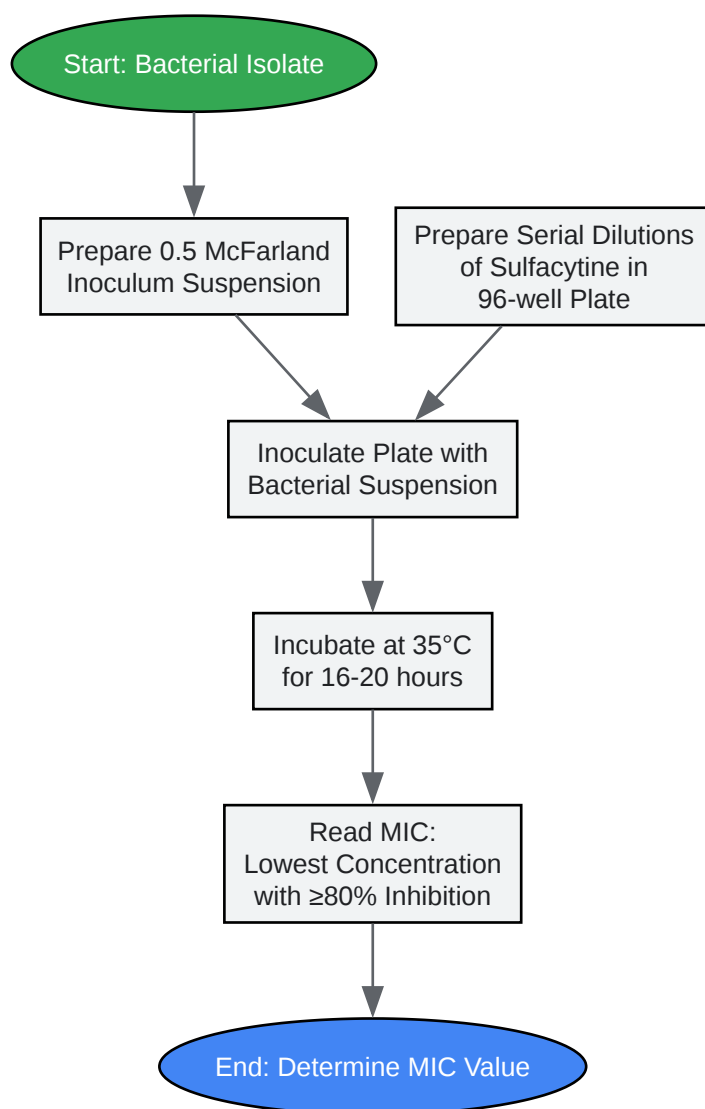 Start: Bacterial Isolate
Prepare 0.5 McFarland
Inoculum Suspension
Prepare Serial Dilutions
of Sulfacytine in
96-well Plate
Inoculate Plate with
Bacterial Suspension
Incubate at 35°C
for 16-20 hours
Read MIC:
Lowest Concentration
with ≥80% Inhibition
End: Determine MIC Value